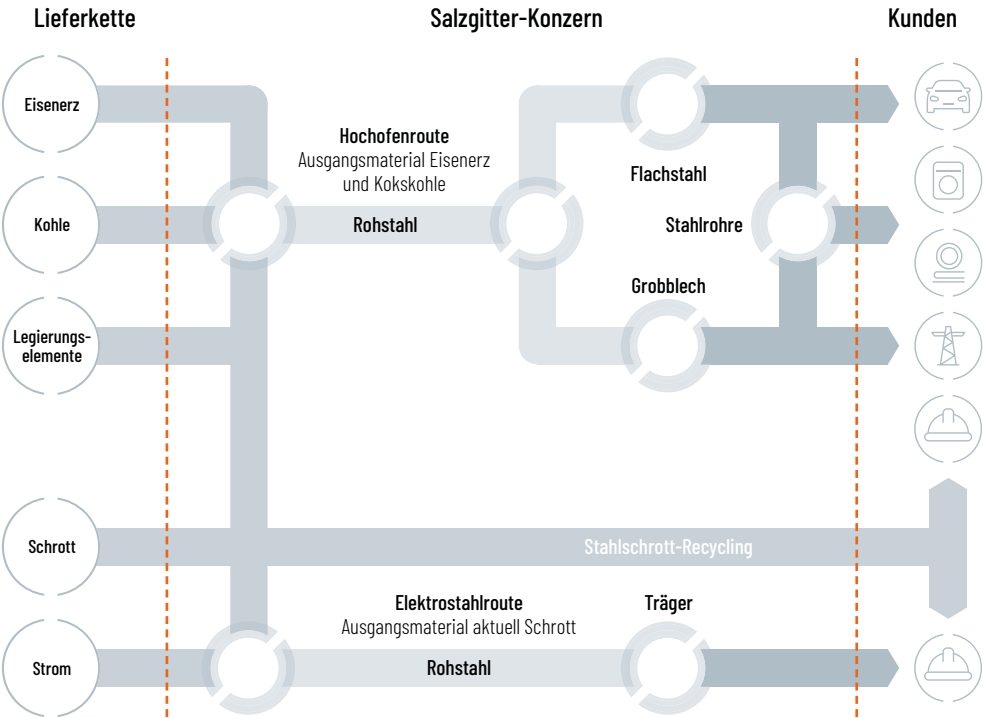 Lieferkette
Salzgitter-Konzern
Kunden
Eisenerz
Hochofenroute
Ausgangsmaterial Eisenerz
und Kokskohle
Flachstahl
Kohle
Rohstahl
Stahlrohre
Grobblech
Legierungs-
elemente
Schrott
Stahlschrott-Recycling
Elektrostahlroute
Ausgangsmaterial aktuell Schrott
Träger
Strom
Rohstahl